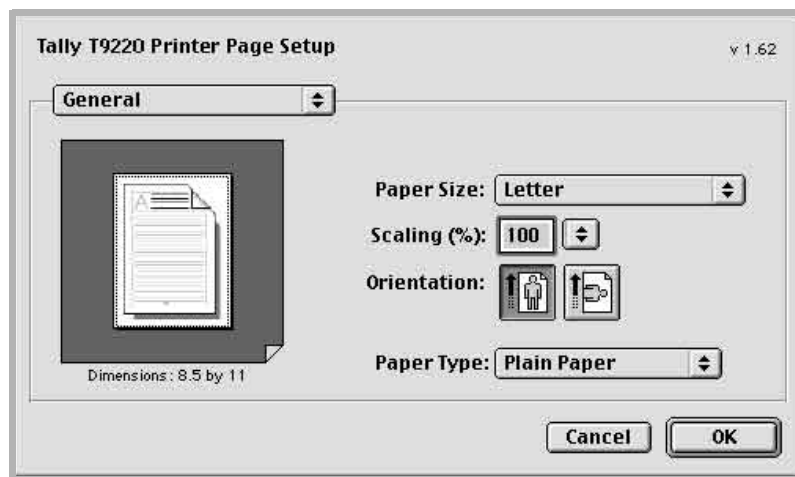 Tally T9220 Printer Page Setup
v 1.62
General
Paper Size: Letter
Scaling (%): 100
Orientation:
Paper Type: Plain Paper
A
Dimensions: 8.5 by 11
Cancel OK